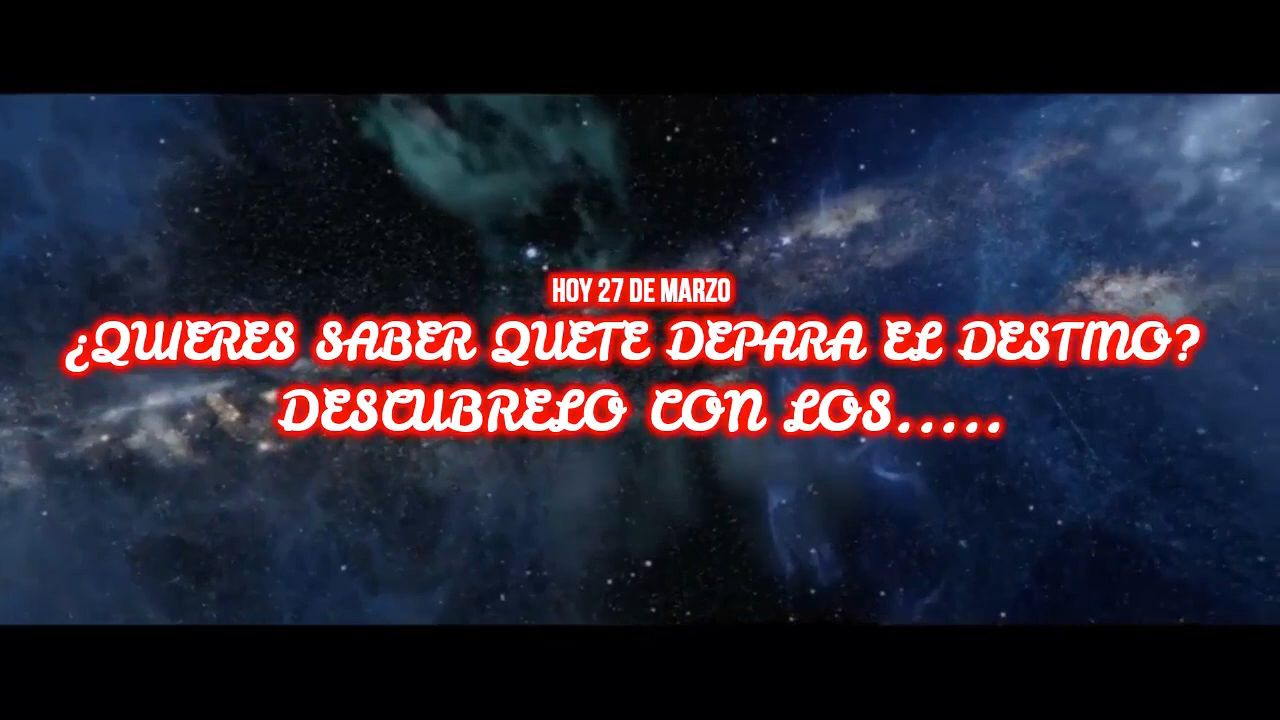 HOY 27 DE MARZO
¿QUIERES SABER QUETE DEPARA EL DESTINO?
DESCUBRELO CON LOS.....